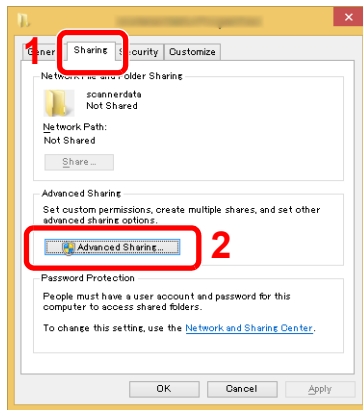 1
Sharing
Security
Customize
Network File and Folder Sharing
scannerdata
Not Shared
Network Path:
Not Shared
Share...
Advanced Sharing
Set custom permissions, create multiple shares, and set other
advanced sharing options.
Advanced Sharing...
2
Password Protection
People must have a user account and password for this
computer to access shared folders.
To change this setting, use the Network and Sharing Center.
OK
Cancel
Apply